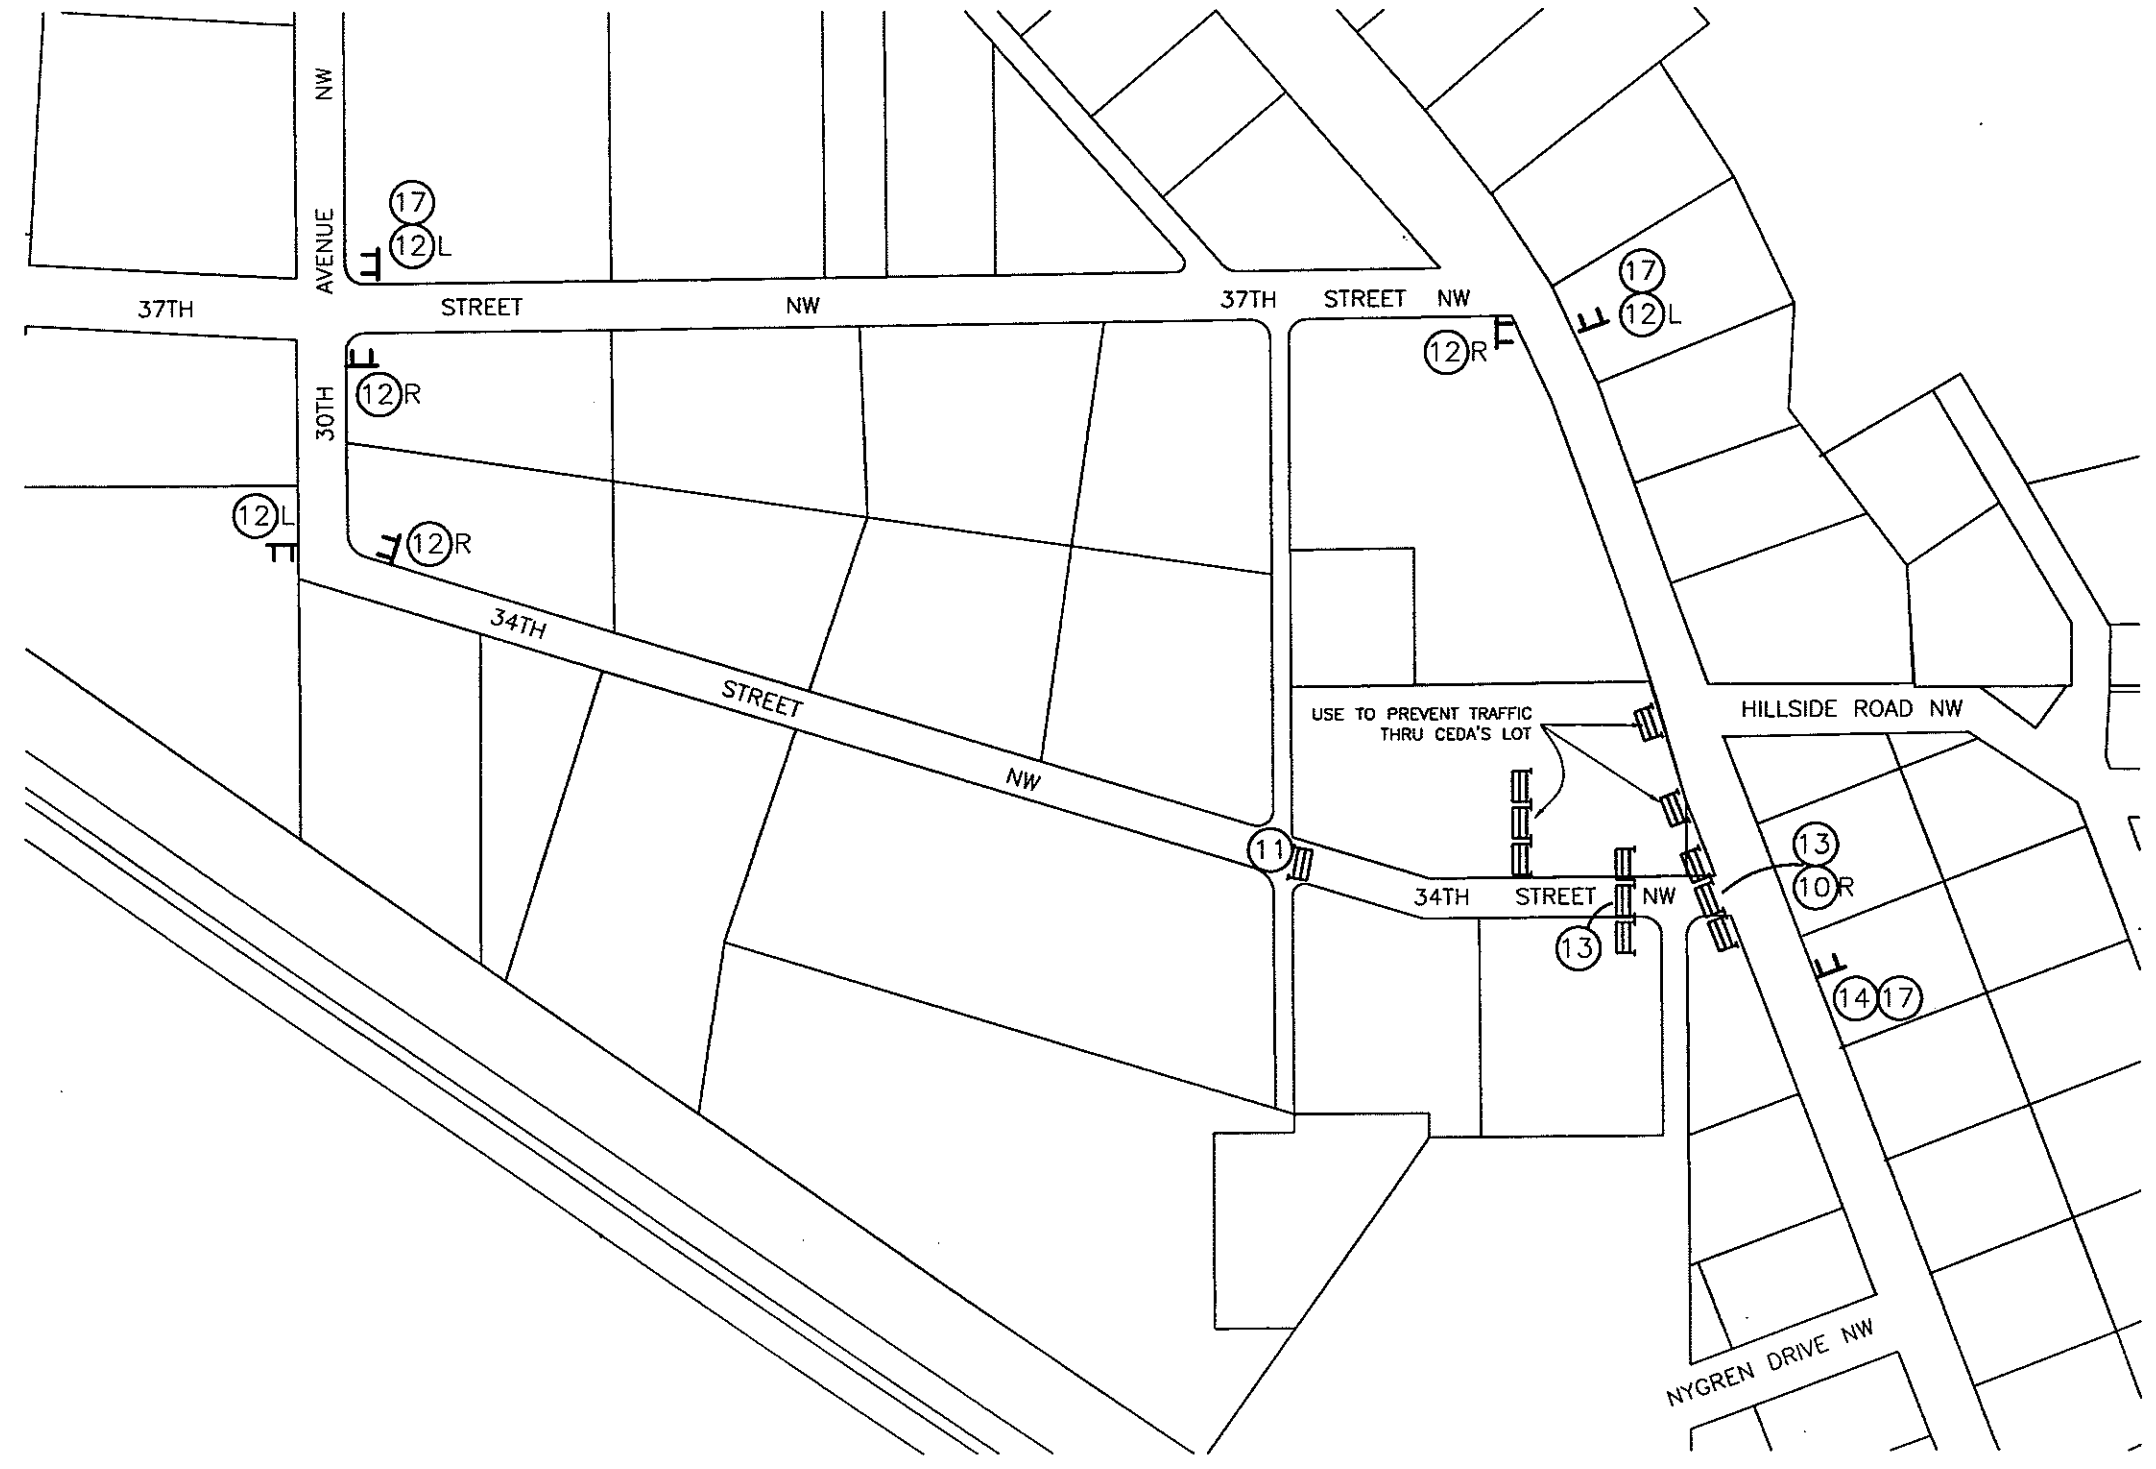 NW
AVENUE
30TH
17
12 L
37TH
STREET
NW
37TH
STREET NW
17
12 L
12 R
12 R
12 L
12 R
34TH
STREET
NW
USE TO PREVENT TRAFFIC
THRU CEDA'S LOT
HILLSIDE ROAD NW
11
13
10 R
34TH
STREET
NW
13
14 17
NYGREN DRIVE NW